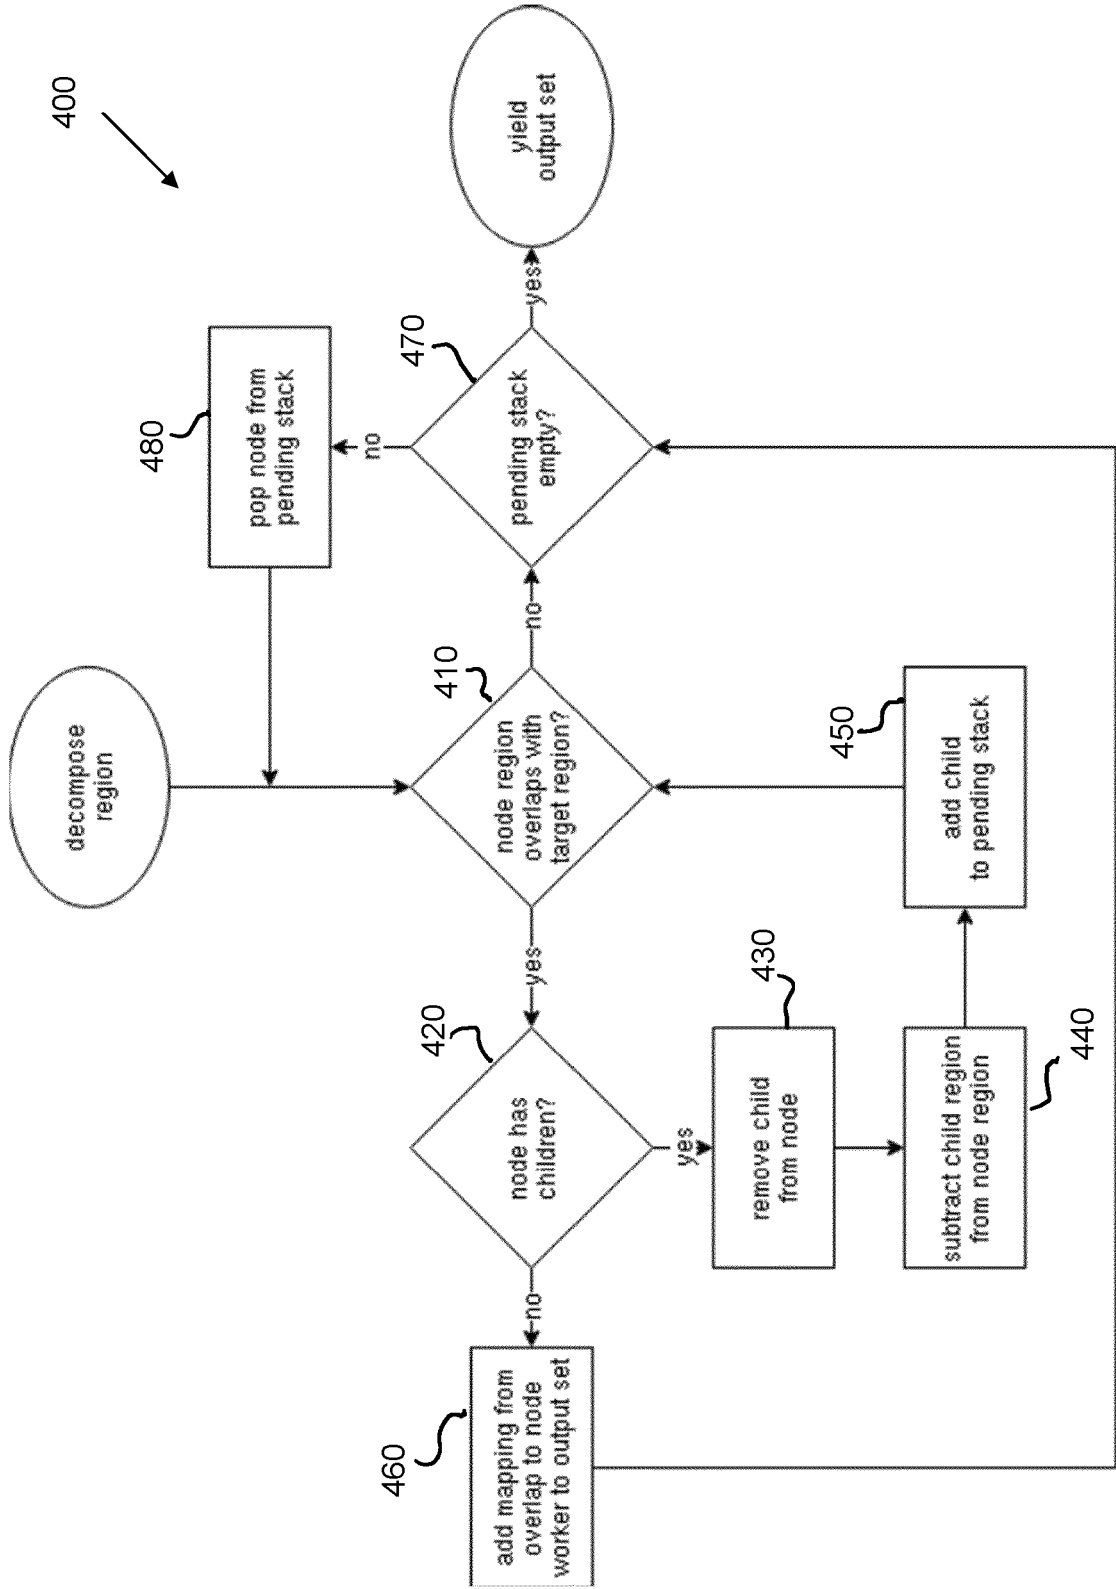 400
decompose
region
480
pop node from
pending stack
no
420
node has
children?
yes
410
node region
overlaps with
target region?
no
470
pending stack
empty?
yes
yield
output set
460
add mapping from
overlap to node
worker to output set
no
yes
430
remove child
from node
440
subtract child region
from node region
450
add child
to pending stack